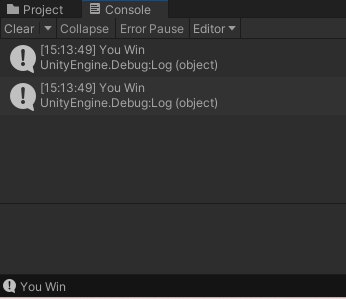 Project Console
Clear Collapse Error Pause Editor
[15:13:49] You Win
UnityEngine.Debug:Log (object)
[15:13:49] You Win
UnityEngine.Debug:Log (object)
You Win